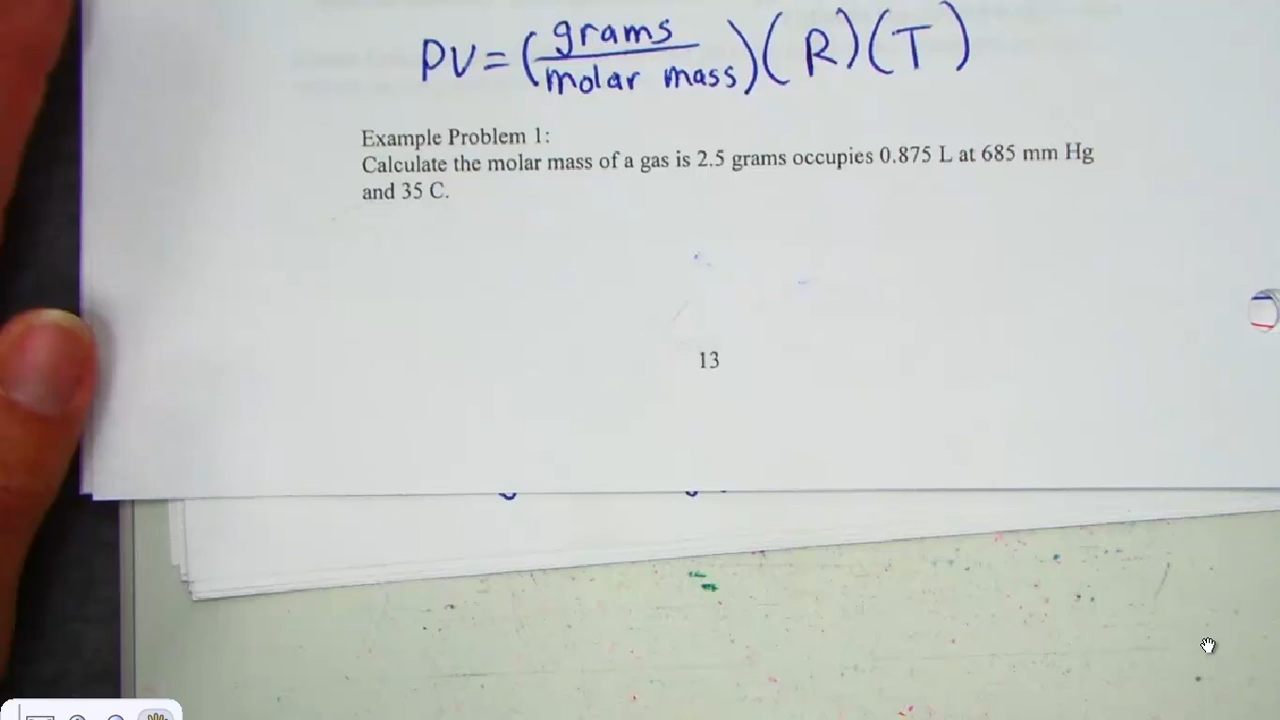 PV = (grams / molar mass)(R)(T)
Example Problem 1:
Calculate the molar mass of a gas is 2.5 grams occupies 0.875 L at 685 mm Hg
and 35 C.
13